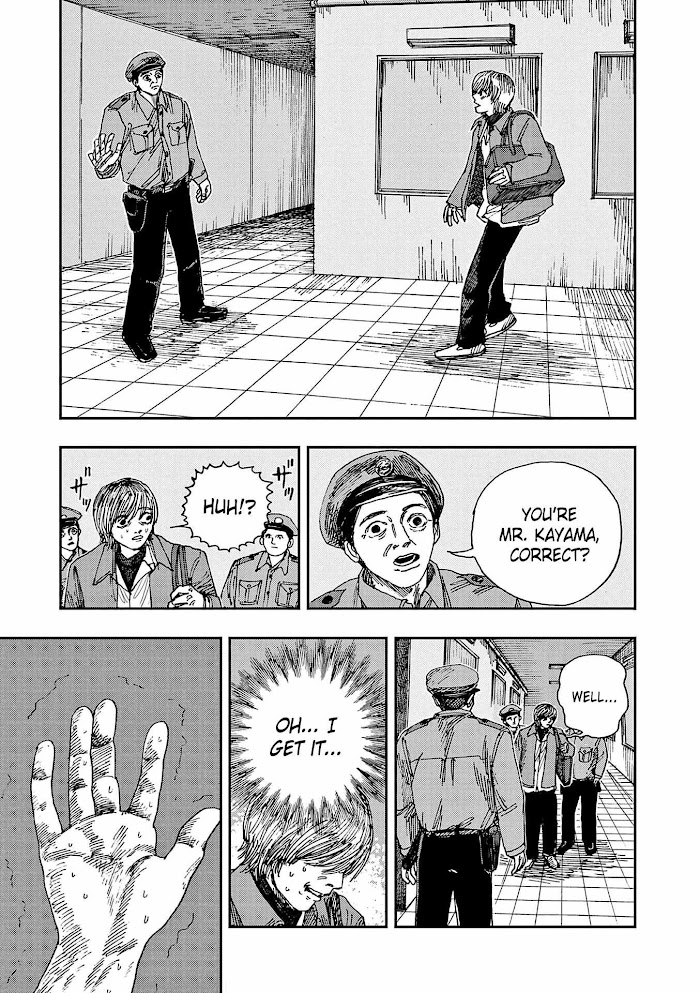 YOU'RE
MR. KAYAMA,
CORRECT?
ザッ
HUH!?
ザッ
WELL...
OH... I
GET IT...